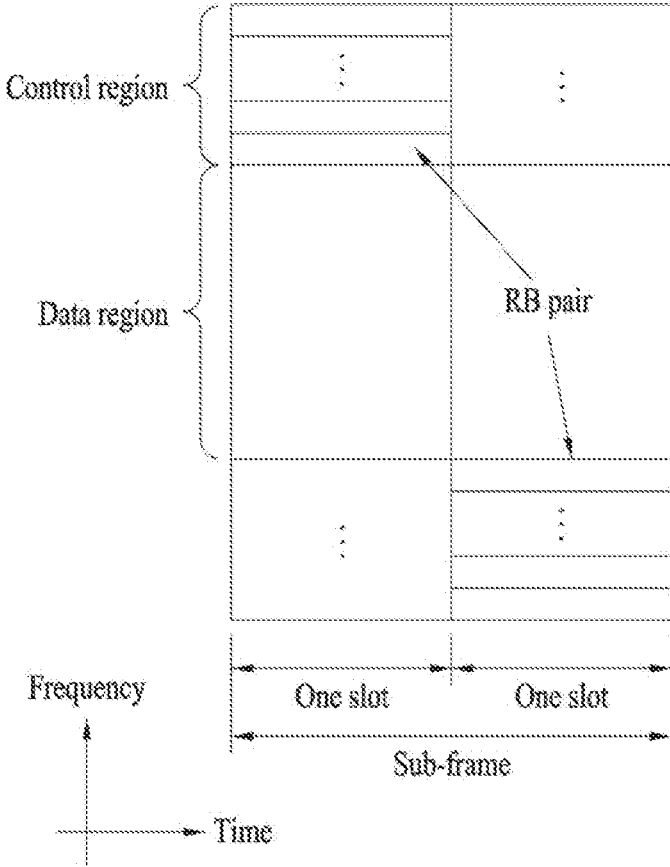 Control region
Data region
RB pair
One slot
One slot
Sub-frame
Frequency
Time